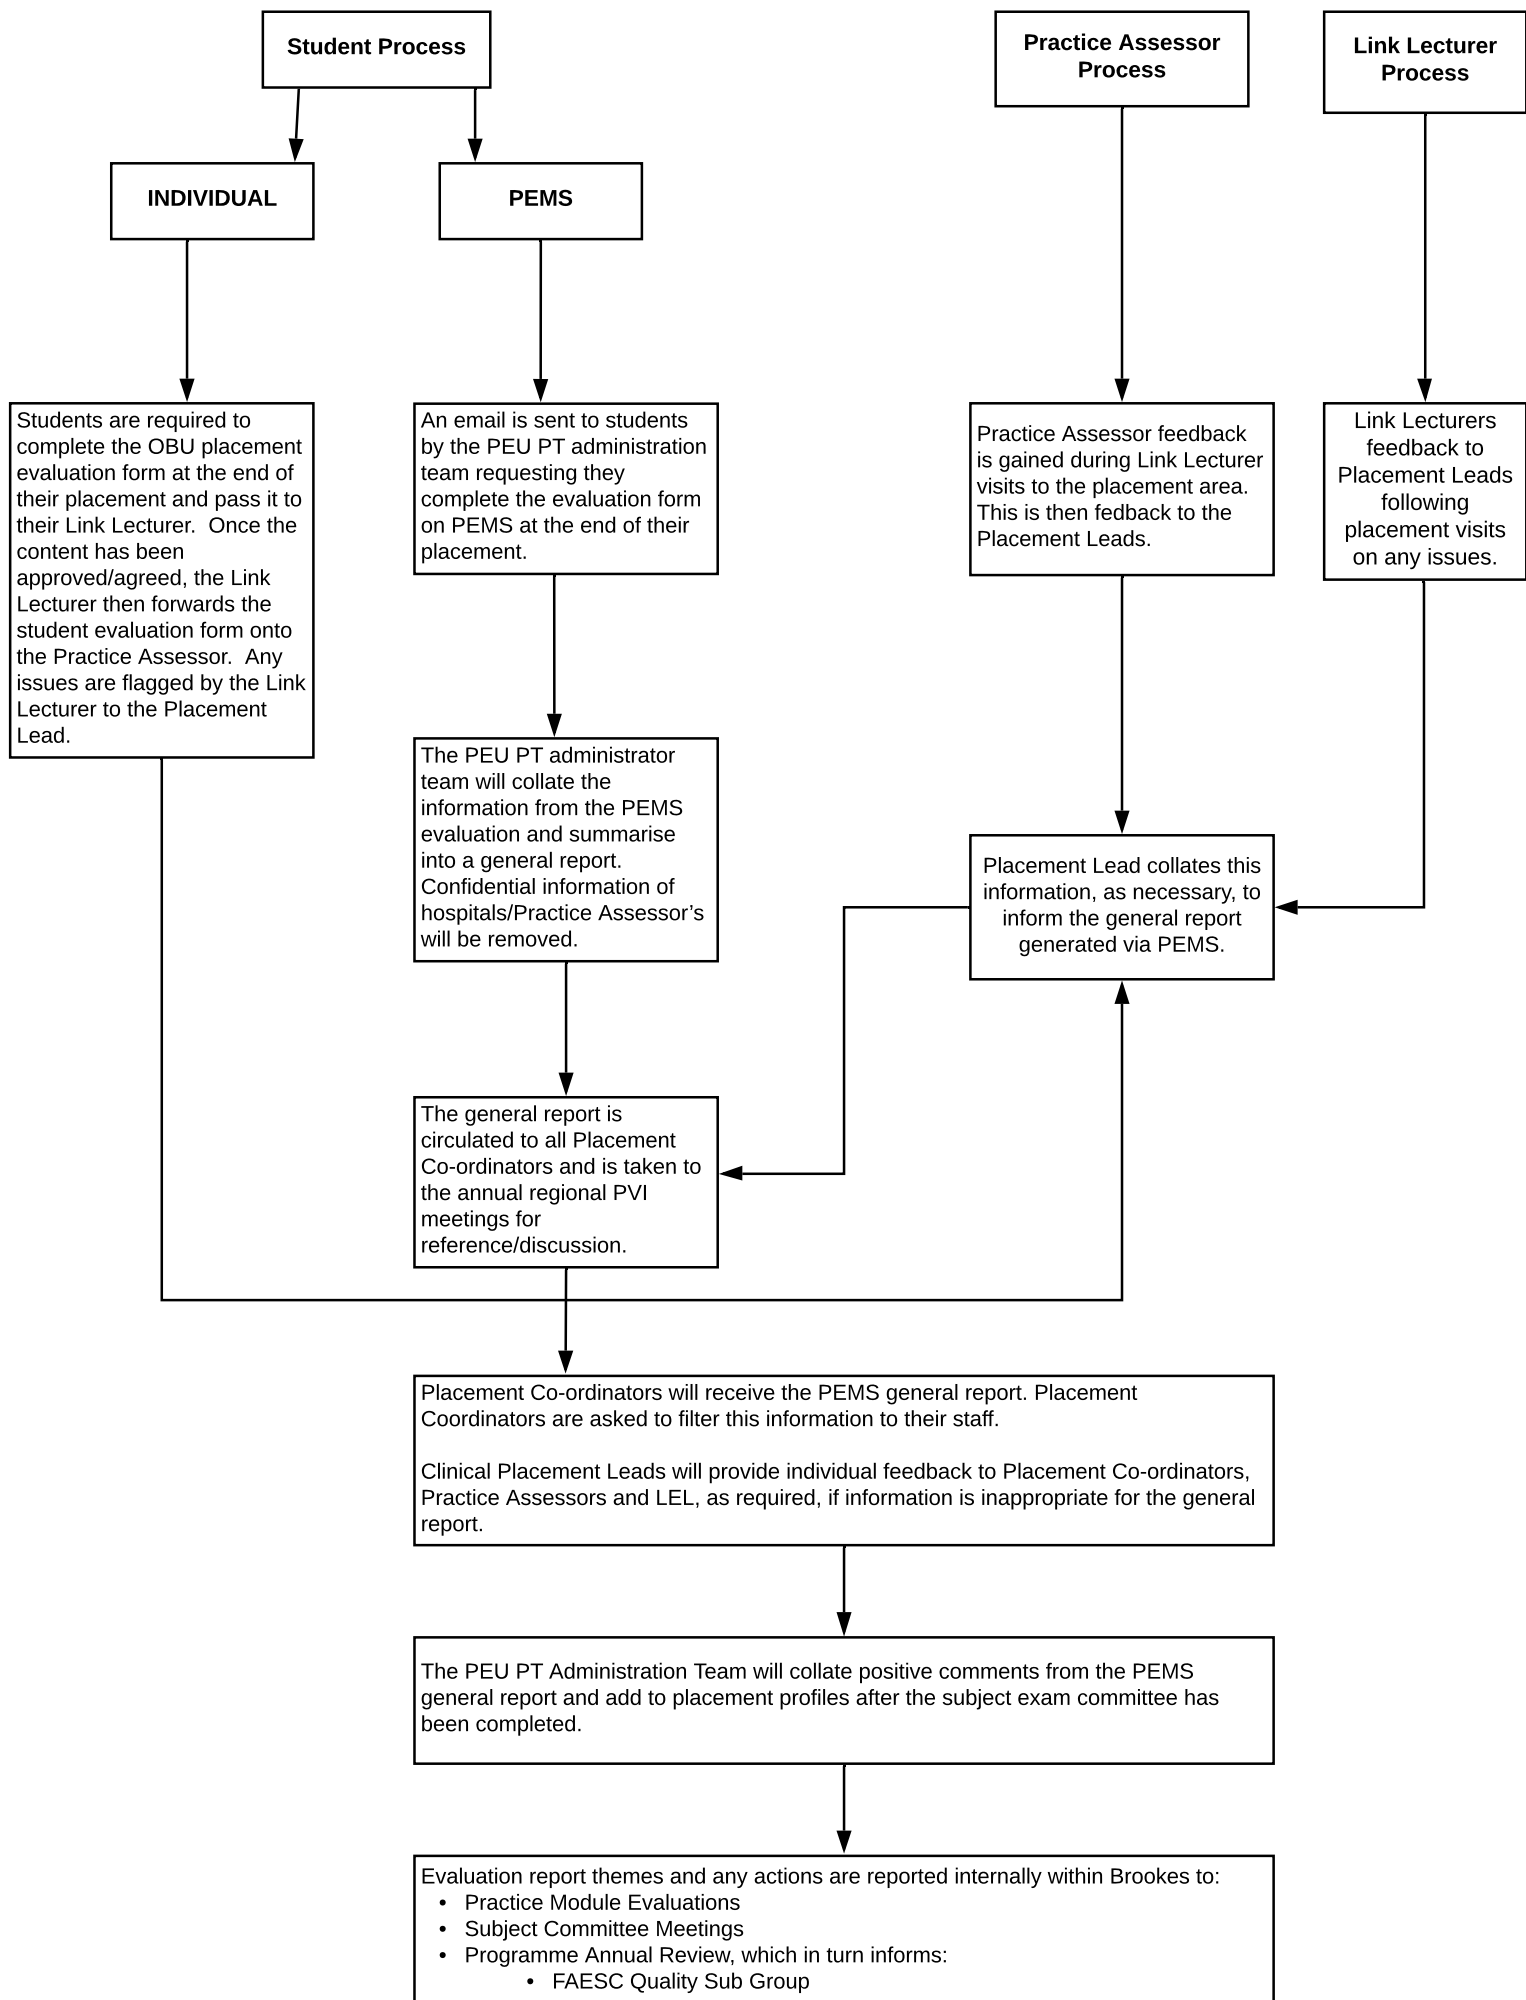 Student Process
Practice Assessor
Process
Link Lecturer
Process
INDIVIDUAL
PEMS
Students are required to
complete the OBU placement
evaluation form at the end of
their placement and pass it to
their Link Lecturer.  Once the
content has been
approved/agreed, the Link
Lecturer then forwards the
student evaluation form onto
the Practice Assessor.  Any
issues are flagged by the Link
Lecturer to the Placement
Lead.
An email is sent to students
by the PEU PT administration
team requesting they
complete the evaluation form
on PEMS at the end of their
placement.
Practice Assessor feedback
is gained during Link Lecturer
visits to the placement area.
This is then fedback to the
Placement Leads.
Link Lecturers
feedback to
Placement Leads
following
placement visits
on any issues.
The PEU PT administrator
team will collate the
information from the PEMS
evaluation and summarise
into a general report.
Confidential information of
hospitals/Practice Assessor’s
will be removed.
Placement Lead collates this
information, as necessary, to
inform the general report
generated via PEMS.
The general report is
circulated to all Placement
Co-ordinators and is taken to
the annual regional PVI
meetings for
reference/discussion.
Placement Co-ordinators will receive the PEMS general report. Placement
Coordinators are asked to filter this information to their staff.
Clinical Placement Leads will provide individual feedback to Placement Co-ordinators,
Practice Assessors and LEL, as required, if information is inappropriate for the general
report.
The PEU PT Administration Team will collate positive comments from the PEMS
general report and add to placement profiles after the subject exam committee has
been completed.
Evaluation report themes and any actions are reported internally within Brookes to:
• Practice Module Evaluations
• Subject Committee Meetings
• Programme Annual Review, which in turn informs:
• FAESC Quality Sub Group